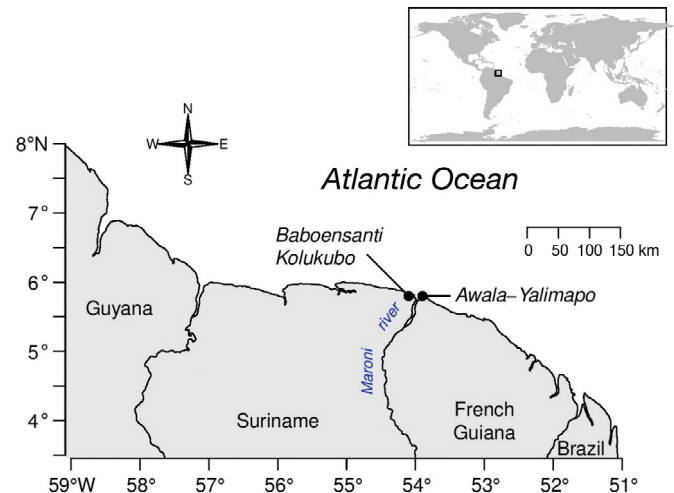 N
W E
S
8°N
7°
6°
5°
4°
Atlantic Ocean
0 50 100 150 km
Baboensanti
Kolukubo
Awala–Yalimapo
Guyana
river
Maroni
Suriname
French
Guiana
Brazil
59°W 58° 57° 56° 55° 54° 53° 52° 51°